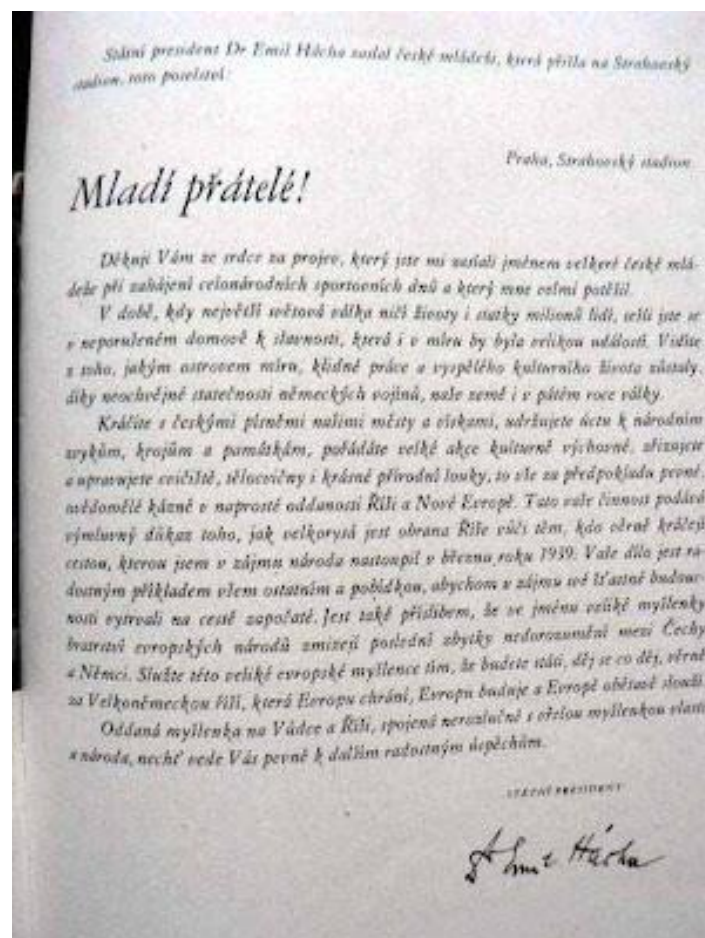 Státní president Dr Emil Hácha zaslal české mládeži, která přišla na Strahovský
stadion, toto poselství:
Praha, Strahovský stadion
Mladí přátelé!
Děkuji Vám ze srdce za projev, který jste mi zaslali jménem veškeré české mlá-
deže při zahájení celonárodních sportovních dnů a který mne velmi potěšil.
V době, kdy největší světová válka ničí životy i statky milionů lidí, sešli jste se
v neporušeném domově k slavnosti, která i v míru by byla velikou událostí. Vidíte
z toho, jakým ostrovem míru, klidné práce a vyspělého kulturního života zůstaly,
díky neochvějné statečnosti německých vojínů, naše země i v pátém roce války.
Kráčíte s českými písněmi našimi městy a vískami, udržujete úctu k národním
zvykům, krojům a památkám, pořádáte velké akce kulturně výchovné, zřizujete
a upravujete cvičiště, tělocvičny i krásné přírodní louky, to vše za předpokladu pevné,
uvědomělé kázně v naprosté oddanosti Říši a Nové Evropě. Tato vaše činnost podává
výmluvný důkaz toho, jak velkorysá jest obrana Říše vůči těm, kdo věrně kráčejí
cestou, kterou jsem v zájmu národa nastoupil v březnu roku 1939. Vaše dílo jest ra-
dostným příkladem všem ostatním a pobídkou, abychom v zájmu své šťastné budouc-
nosti vytrvali na cestě započaté. Jest také příslibem, že ve jménu veliké myšlenky
bratrství evropských národů zmizejí poslední zbytky nedorozumění mezi Čechy
a Němci. Služte této veliké evropské myšlence tím, že budete státi, děj se co děj, věrně
za Velkoněmeckou říší, která Evropu chrání, Evropu buduje a Evropě obětavě slouží.
Oddaná myšlenka na Vůdce a Říši, spojená nerozlučně s vřelou myšlenkou vlasti
a národa, nechť vede Vás pevně k dalším radostným úspěchům.
STÁTNÍ PRESIDENT
Dr Emil Hácha